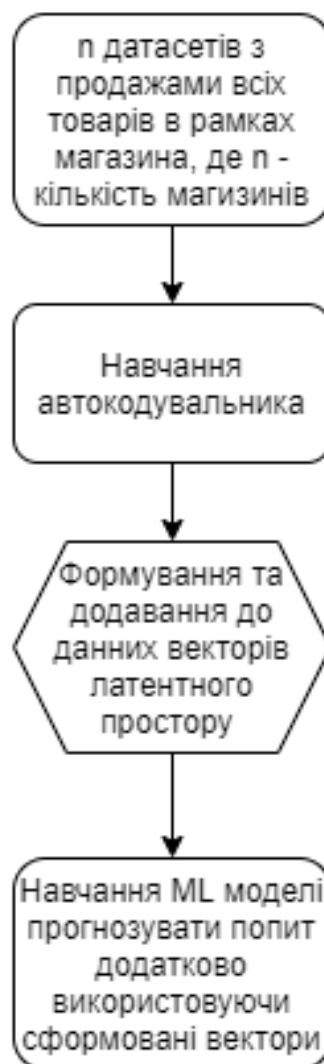 n датасетів з
продажами всіх
товарів в рамках
магазина, де n -
кількість магизинів
Навчання
автокодувальника
Формування та
додавання до
данних векторів
латентного
простору
Навчання ML моделі
прогнозувати попит
додатково
використовуючи
сформовані вектори